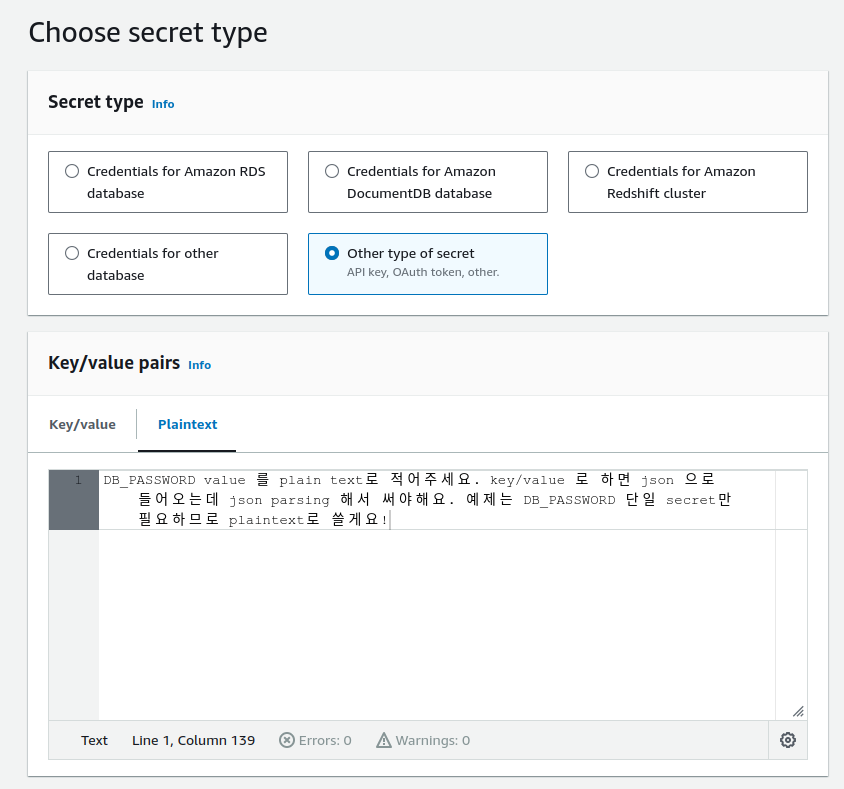 Choose secret type
Secret type Info
Credentials for Amazon RDS
database
Credentials for Amazon
DocumentDB database
Credentials for Amazon
Redshift cluster
Credentials for other
database
Other type of secret
API key, OAuth token, other.
Key/value pairs Info
Key/value Plaintext
1 DB_PASSWORD value 를 plain text로 적어주세요. key/value 로 하면 json 으로
들어오는데 json parsing 해서 써야해요. 예제는 DB_PASSWORD 단일 secret만
필요하므로 plaintext로 쓸게요!
Text Line 1, Column 139 Errors: 0 Warnings: 0